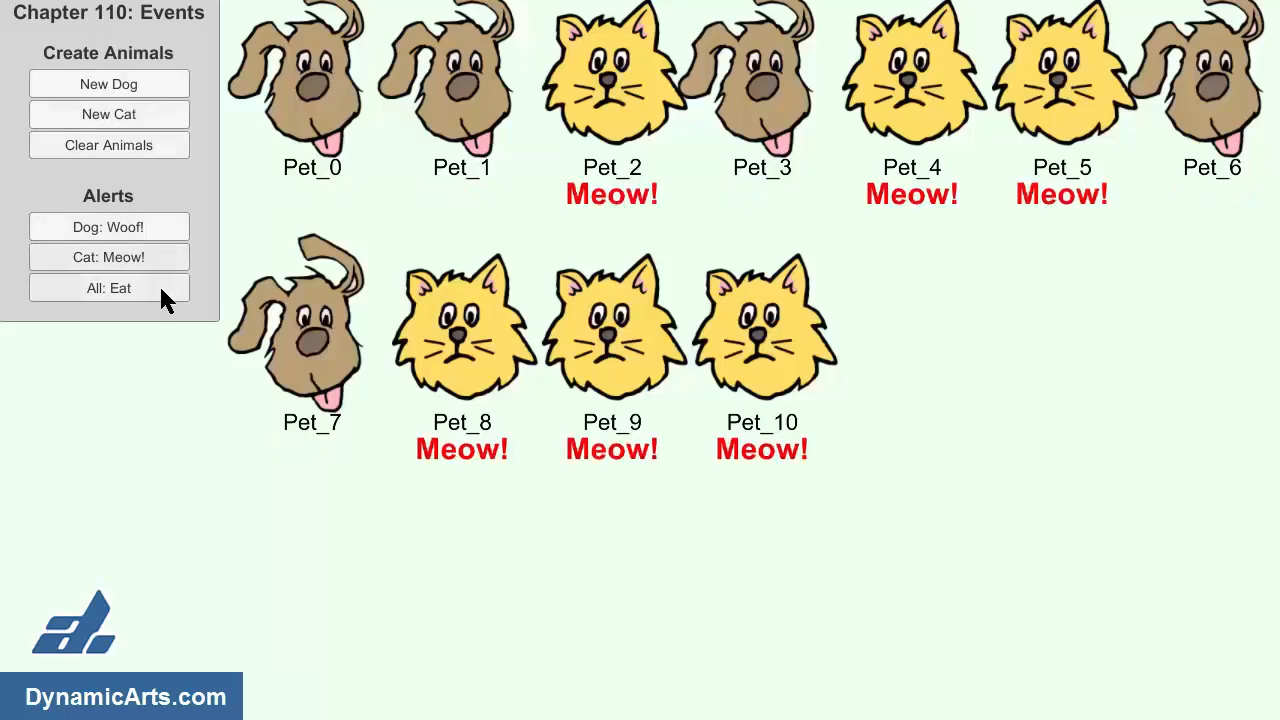 Chapter 110: Events
Create Animals
New Dog
New Cat
Clear Animals
Alerts
Dog: Woof!
Cat: Meow!
All: Eat
Pet_0 Pet_1 Pet_2 Pet_3 Pet_4 Pet_5 Pet_6
Meow! Meow! Meow!
Pet_7 Pet_8 Pet_9 Pet_10
Meow! Meow! Meow!
a.
DynamicArts.com